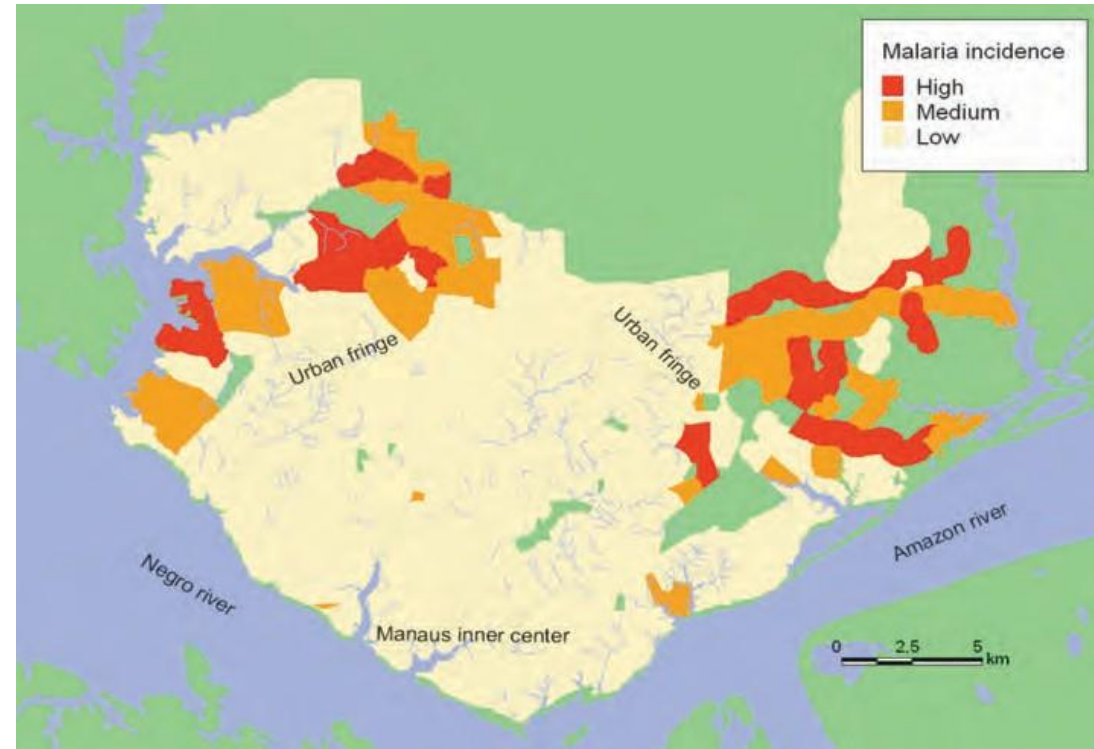 Malaria incidence
High
Medium
Low
Urban fringe
Urban fringe
Negro river
Amazon river
Manaus inner center
0 2.5 5
km